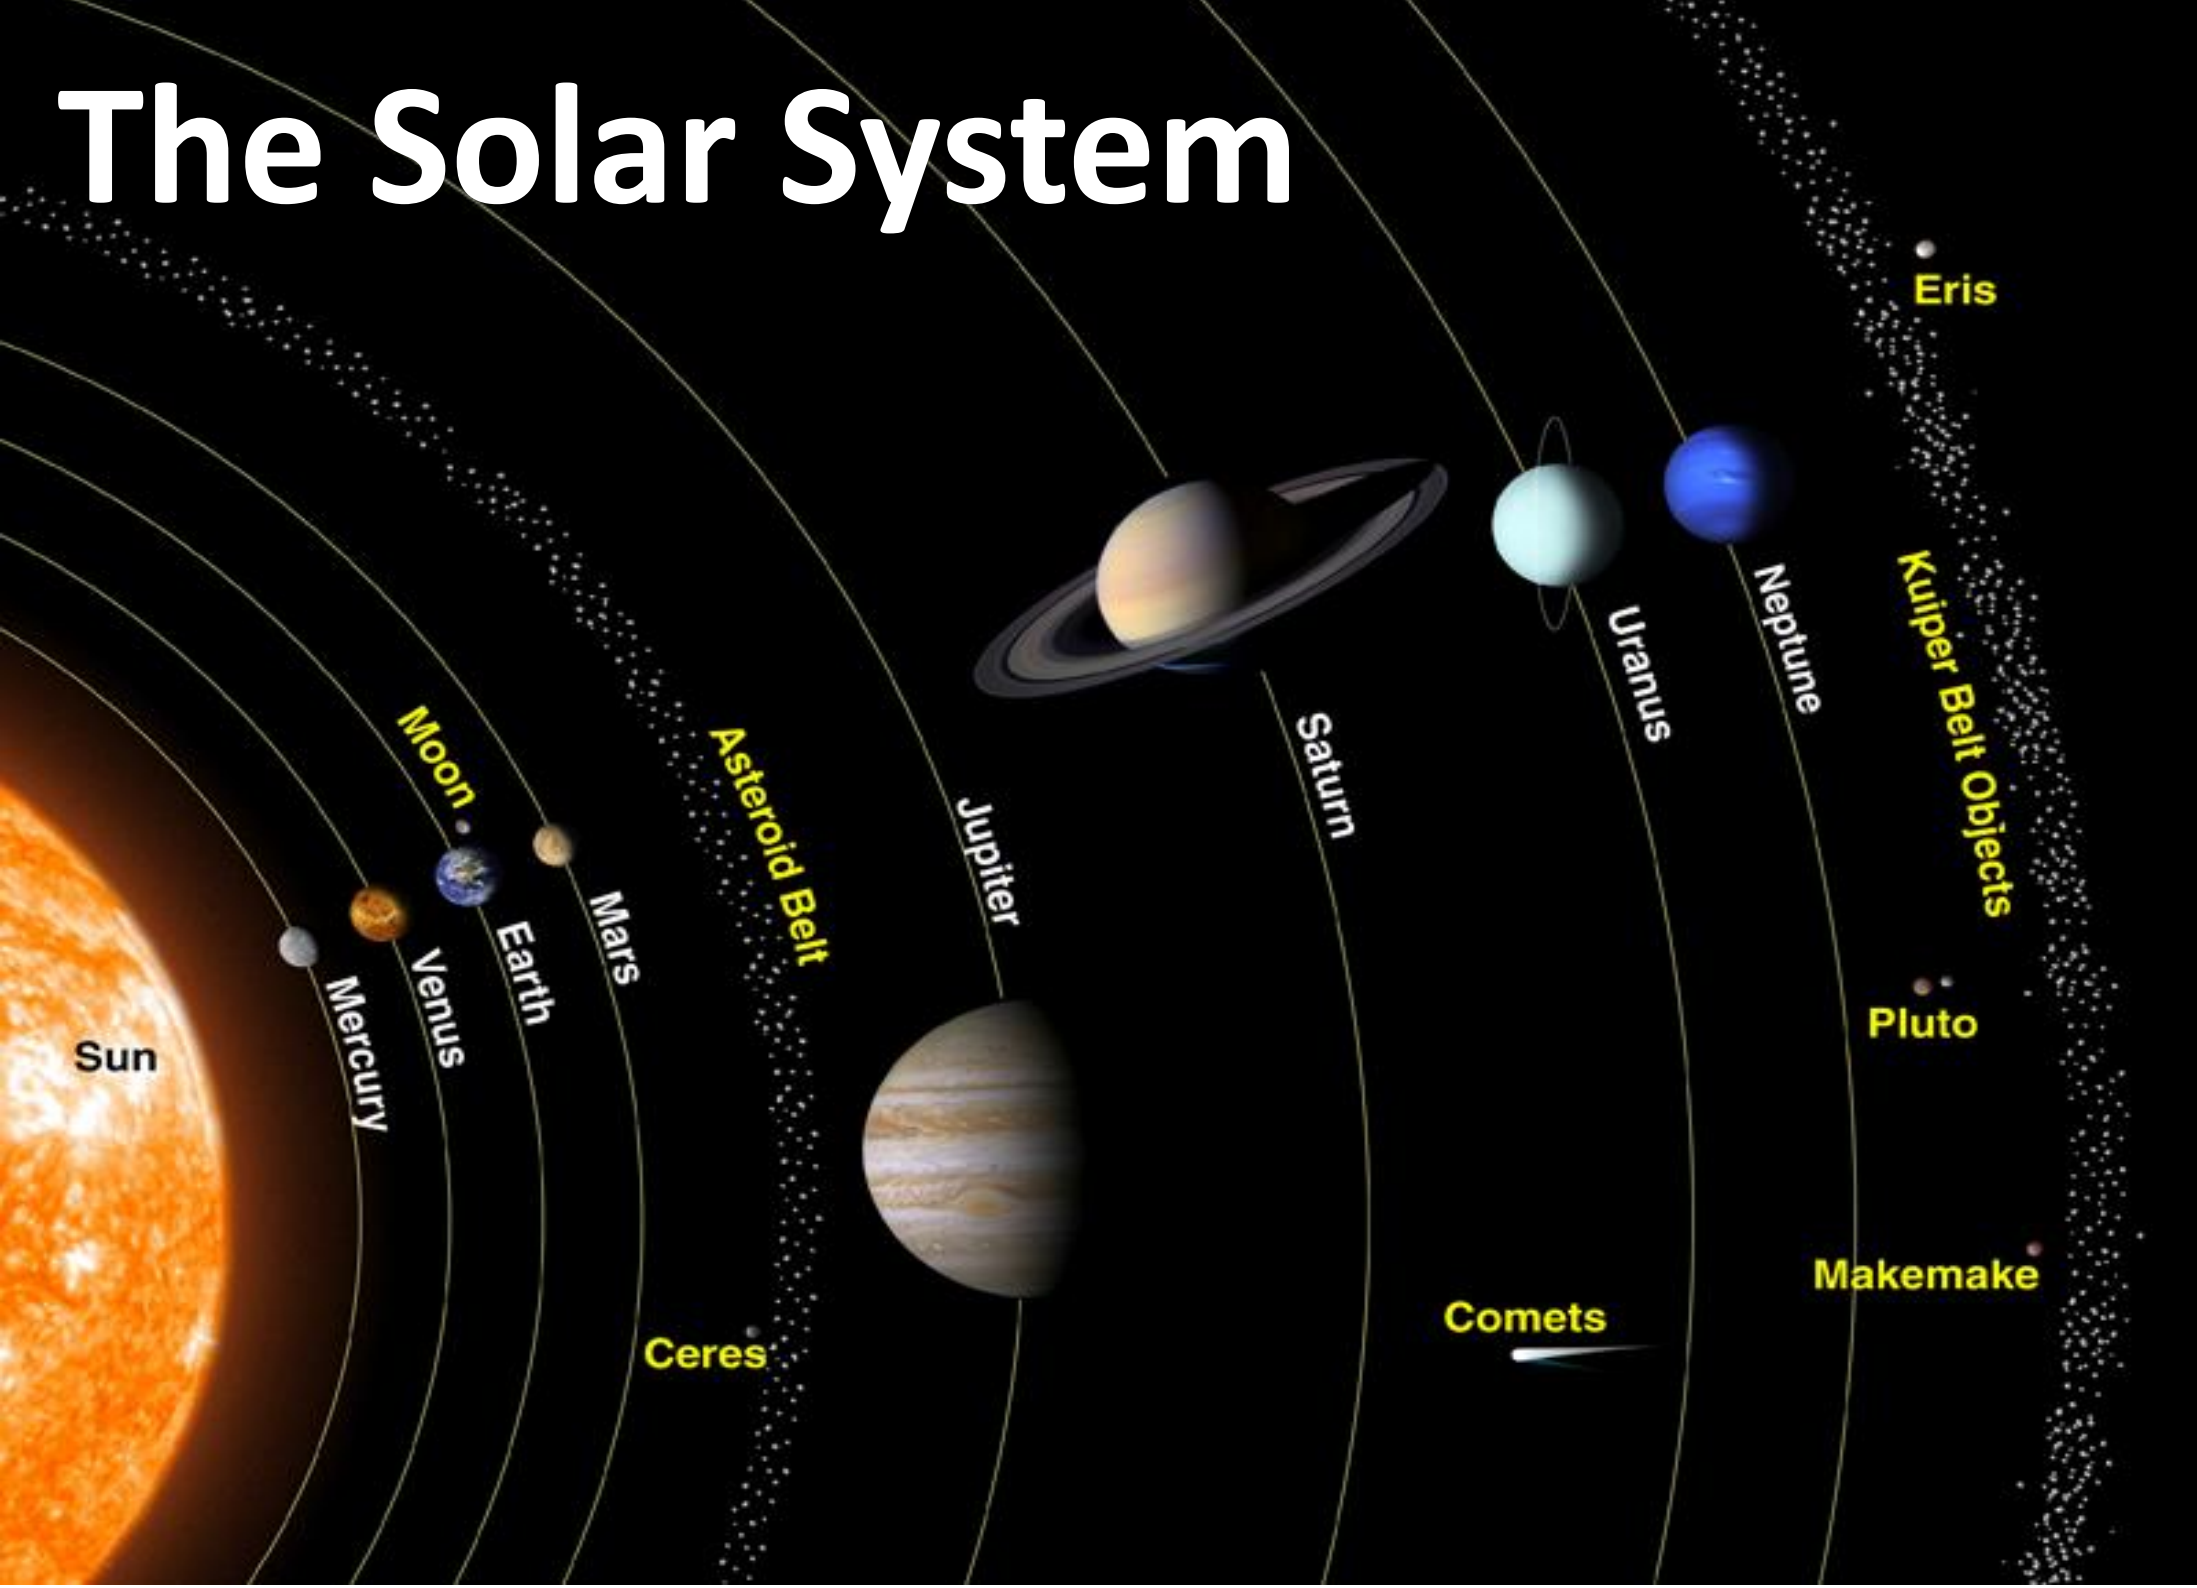 The Solar System
Eris
Kuiper Belt Objects
Neptune
Uranus
Moon
Saturn
Asteroid Belt
Jupiter
Mars
Earth
Venus
Mercury
Sun
Pluto
Makemake
Comets
Ceres